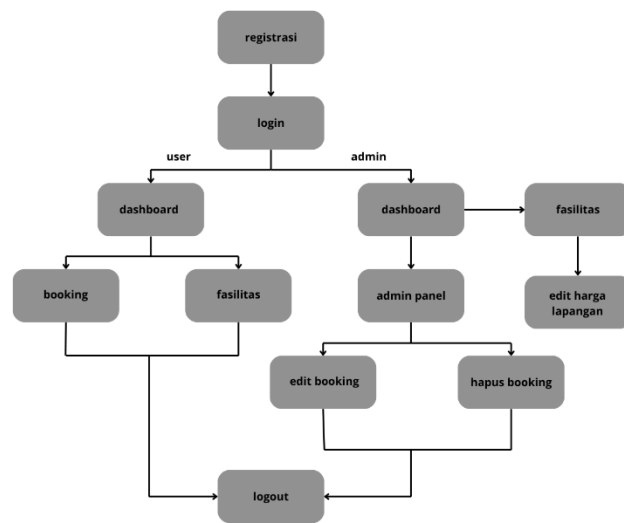 registrasi
login
user
admin
dashboard
dashboard
fasilitas
booking
fasilitas
admin panel
edit harga
lapangan
edit booking
hapus booking
logout